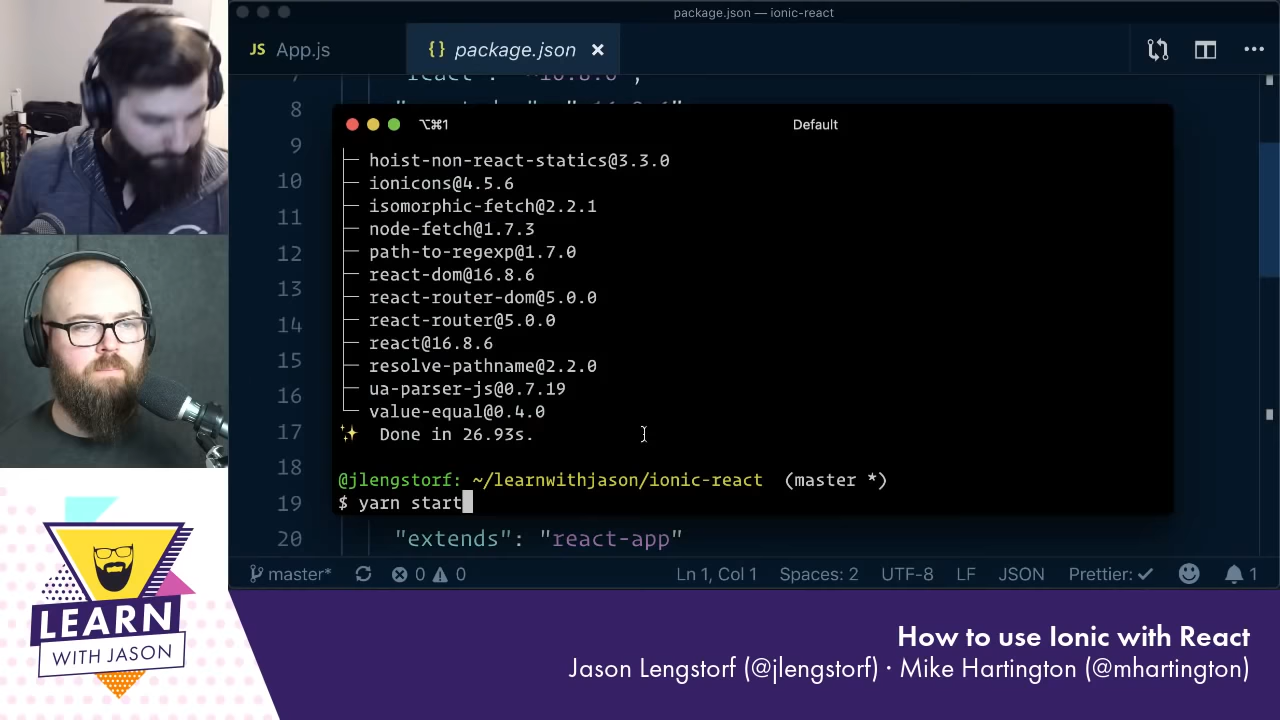 package.json — ionic-react
JS App.js
{} package.json ×
7
8
9
10
11
12
13
14
15
16
17
18
19
20
⌥⌘1 Default
hoist-non-react-statics@3.3.0
ionicons@4.5.6
isomorphic-fetch@2.2.1
node-fetch@1.7.3
path-to-regexp@1.7.0
react-dom@16.8.6
react-router-dom@5.0.0
react-router@5.0.0
react@16.8.6
resolve-pathname@2.2.0
ua-parser-js@0.7.19
value-equal@0.4.0
✨ Done in 26.93s.
@jlengstorf: ~/learnwithjason/ionic-react (master *)
$ yarn start
"extends": "react-app"
master* 0 0 Ln 1, Col 1 Spaces: 2 UTF-8 LF JSON Prettier: ✓ 1
LEARN
WITH JASON
How to use Ionic with React
Jason Lengstorf (@jlengstorf) · Mike Hartington (@mhartington)